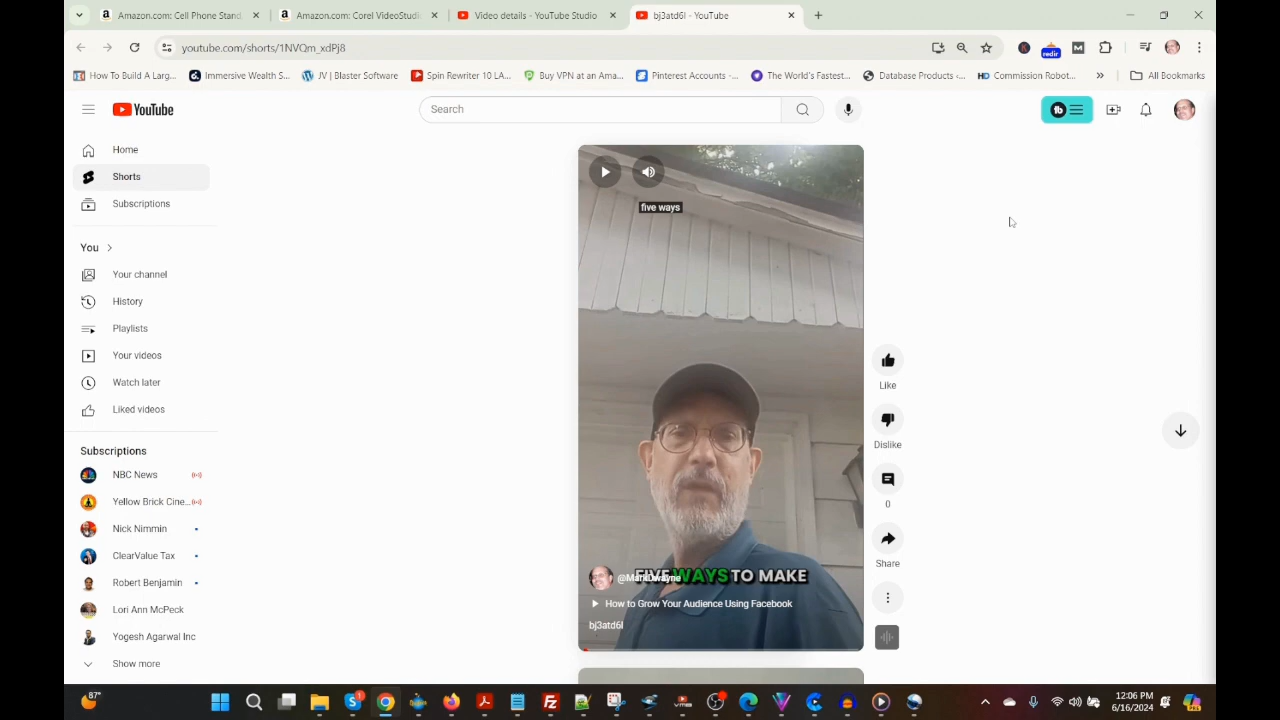 Amazon.com: Cell Phone Stand,
Amazon.com: Corel VideoStudi
Video details - YouTube Studio
bj3atd6l - YouTube
youtube.com/shorts/1NVQm_xdPj8
redir
How To Build A Larg...
Immersive Wealth S...
JV | Blaster Software
Spin Rewriter 10 LA...
Buy VPN at an Ama...
Pinterest Accounts -...
The World's Fastest...
Database Products ‹...
HD Commission Robot...
»
All Bookmarks
YouTube
Search
tb
Home
Shorts
Subscriptions
You
Your channel
History
Playlists
Your videos
Watch later
Liked videos
Subscriptions
NBC News
Yellow Brick Cine...
Nick Nimmin
ClearValue Tax
Robert Benjamin
Lori Ann McPeck
Yogesh Agarwal Inc
Show more
five ways
FIVE WAYS TO MAKE
@MarkDwayne
How to Grow Your Audience Using Facebook
bj3atd6l
Like
Dislike
0
Share
87°
12:06 PM
6/16/2024